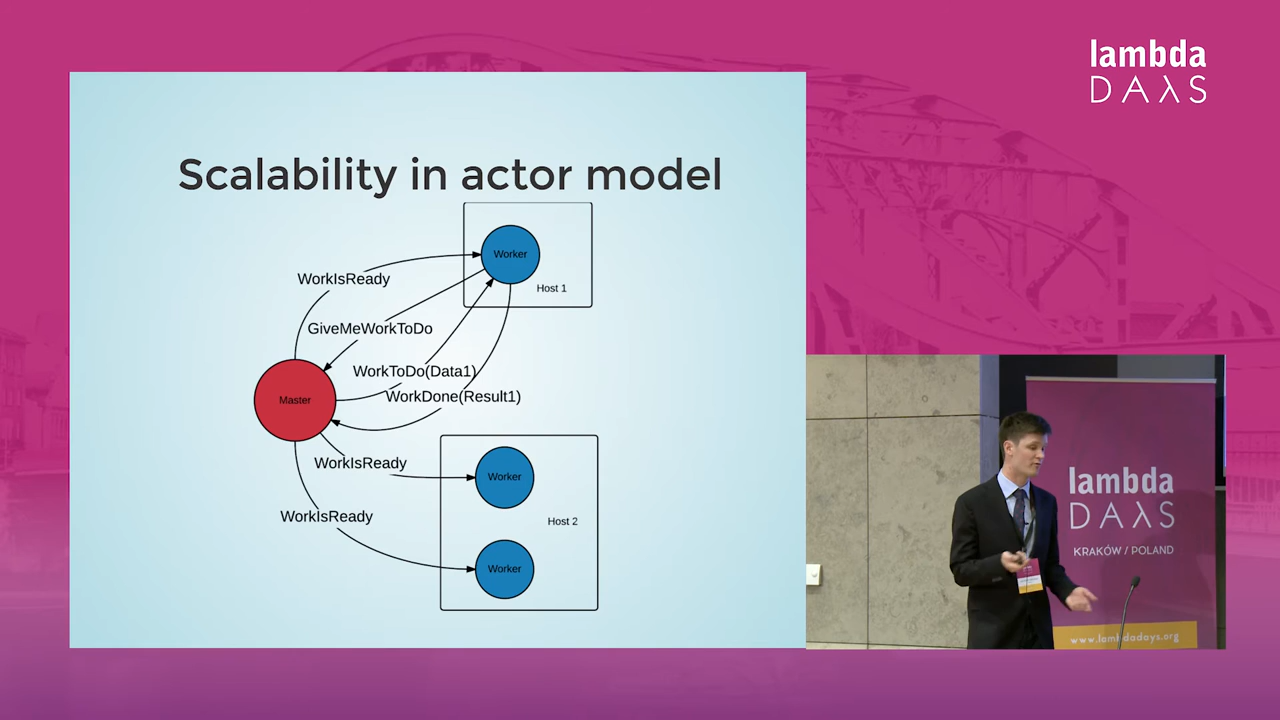 lambda
DAλS
Scalability in actor model
Worker
Host 1
WorkIsReady
GiveMeWorkToDo
WorkToDo(Data1)
WorkDone(Result1)
Master
WorkIsReady
Worker
Host 2
WorkIsReady
Worker
lambda
DAλS
KRAKÓW / POLAND
www.lambdadays.org